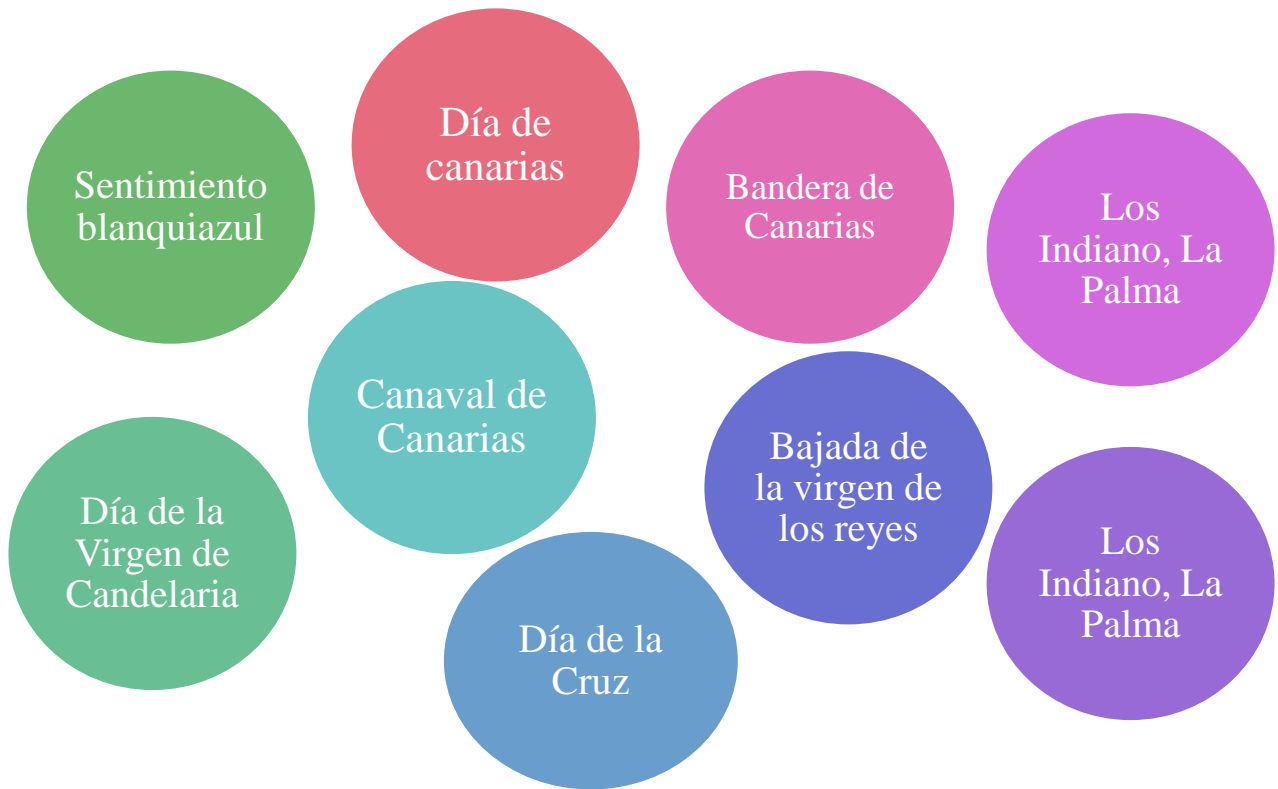 Sentimiento
blanquiazul
Día de
canarias
Bandera de
Canarias
Los
Indiano, La
Palma
Canaval de
Canarias
Bajada de
la virgen de
los reyes
Día de la
Virgen de
Candelaria
Día de la
Cruz
Los
Indiano, La
Palma